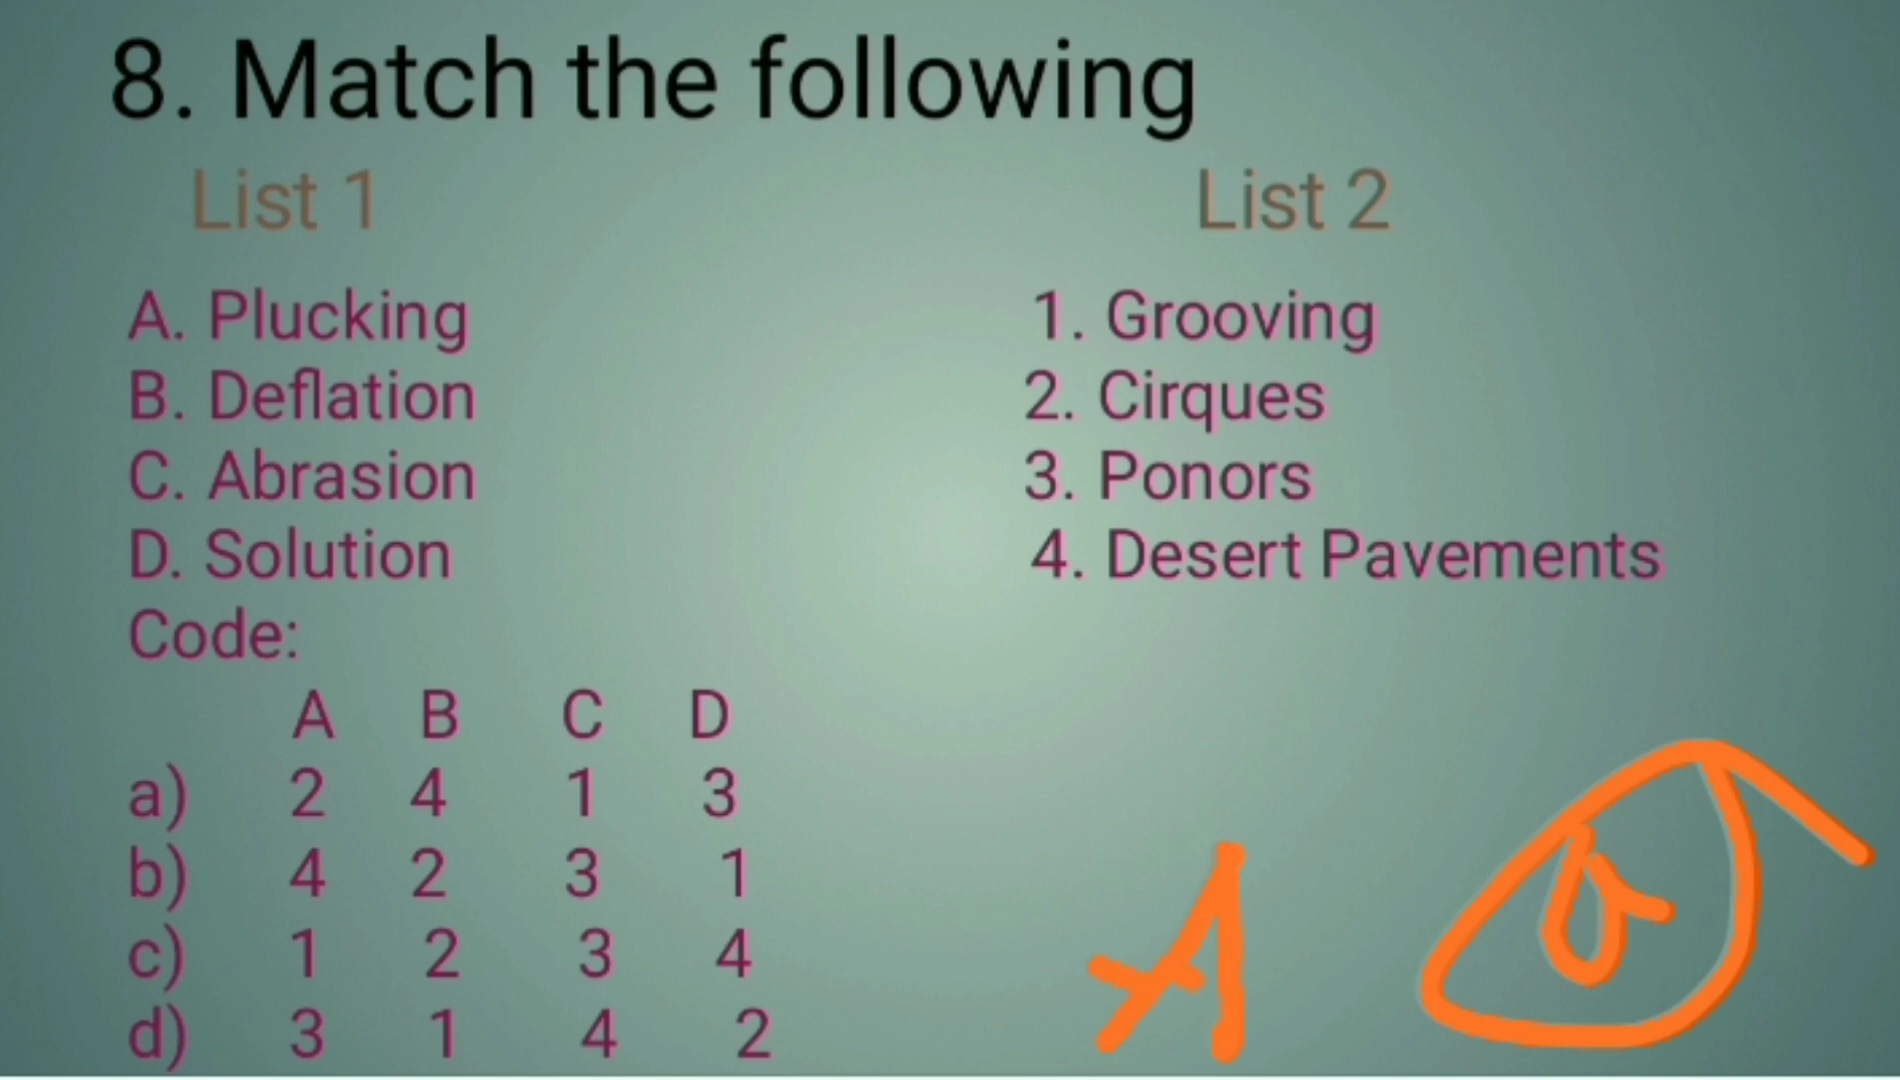 8. Match the following
List 1 List 2
A. Plucking 1. Grooving
B. Deflation 2. Cirques
C. Abrasion 3. Ponors
D. Solution 4. Desert Pavements
Code:
A B C D
a) 2 4 1 3
b) 4 2 3 1
c) 1 2 3 4
d) 3 1 4 2
A a